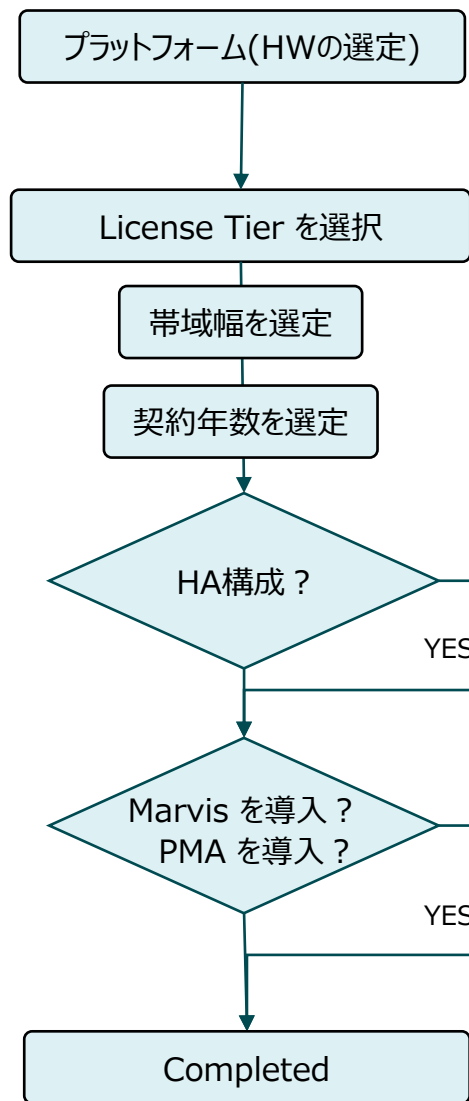 プラットフォーム(HWの選定)
License Tier を選択
帯域幅を選定
契約年数を選定
HA構成？
YES
Marvis を導入？
PMA を導入？
YES
Completed